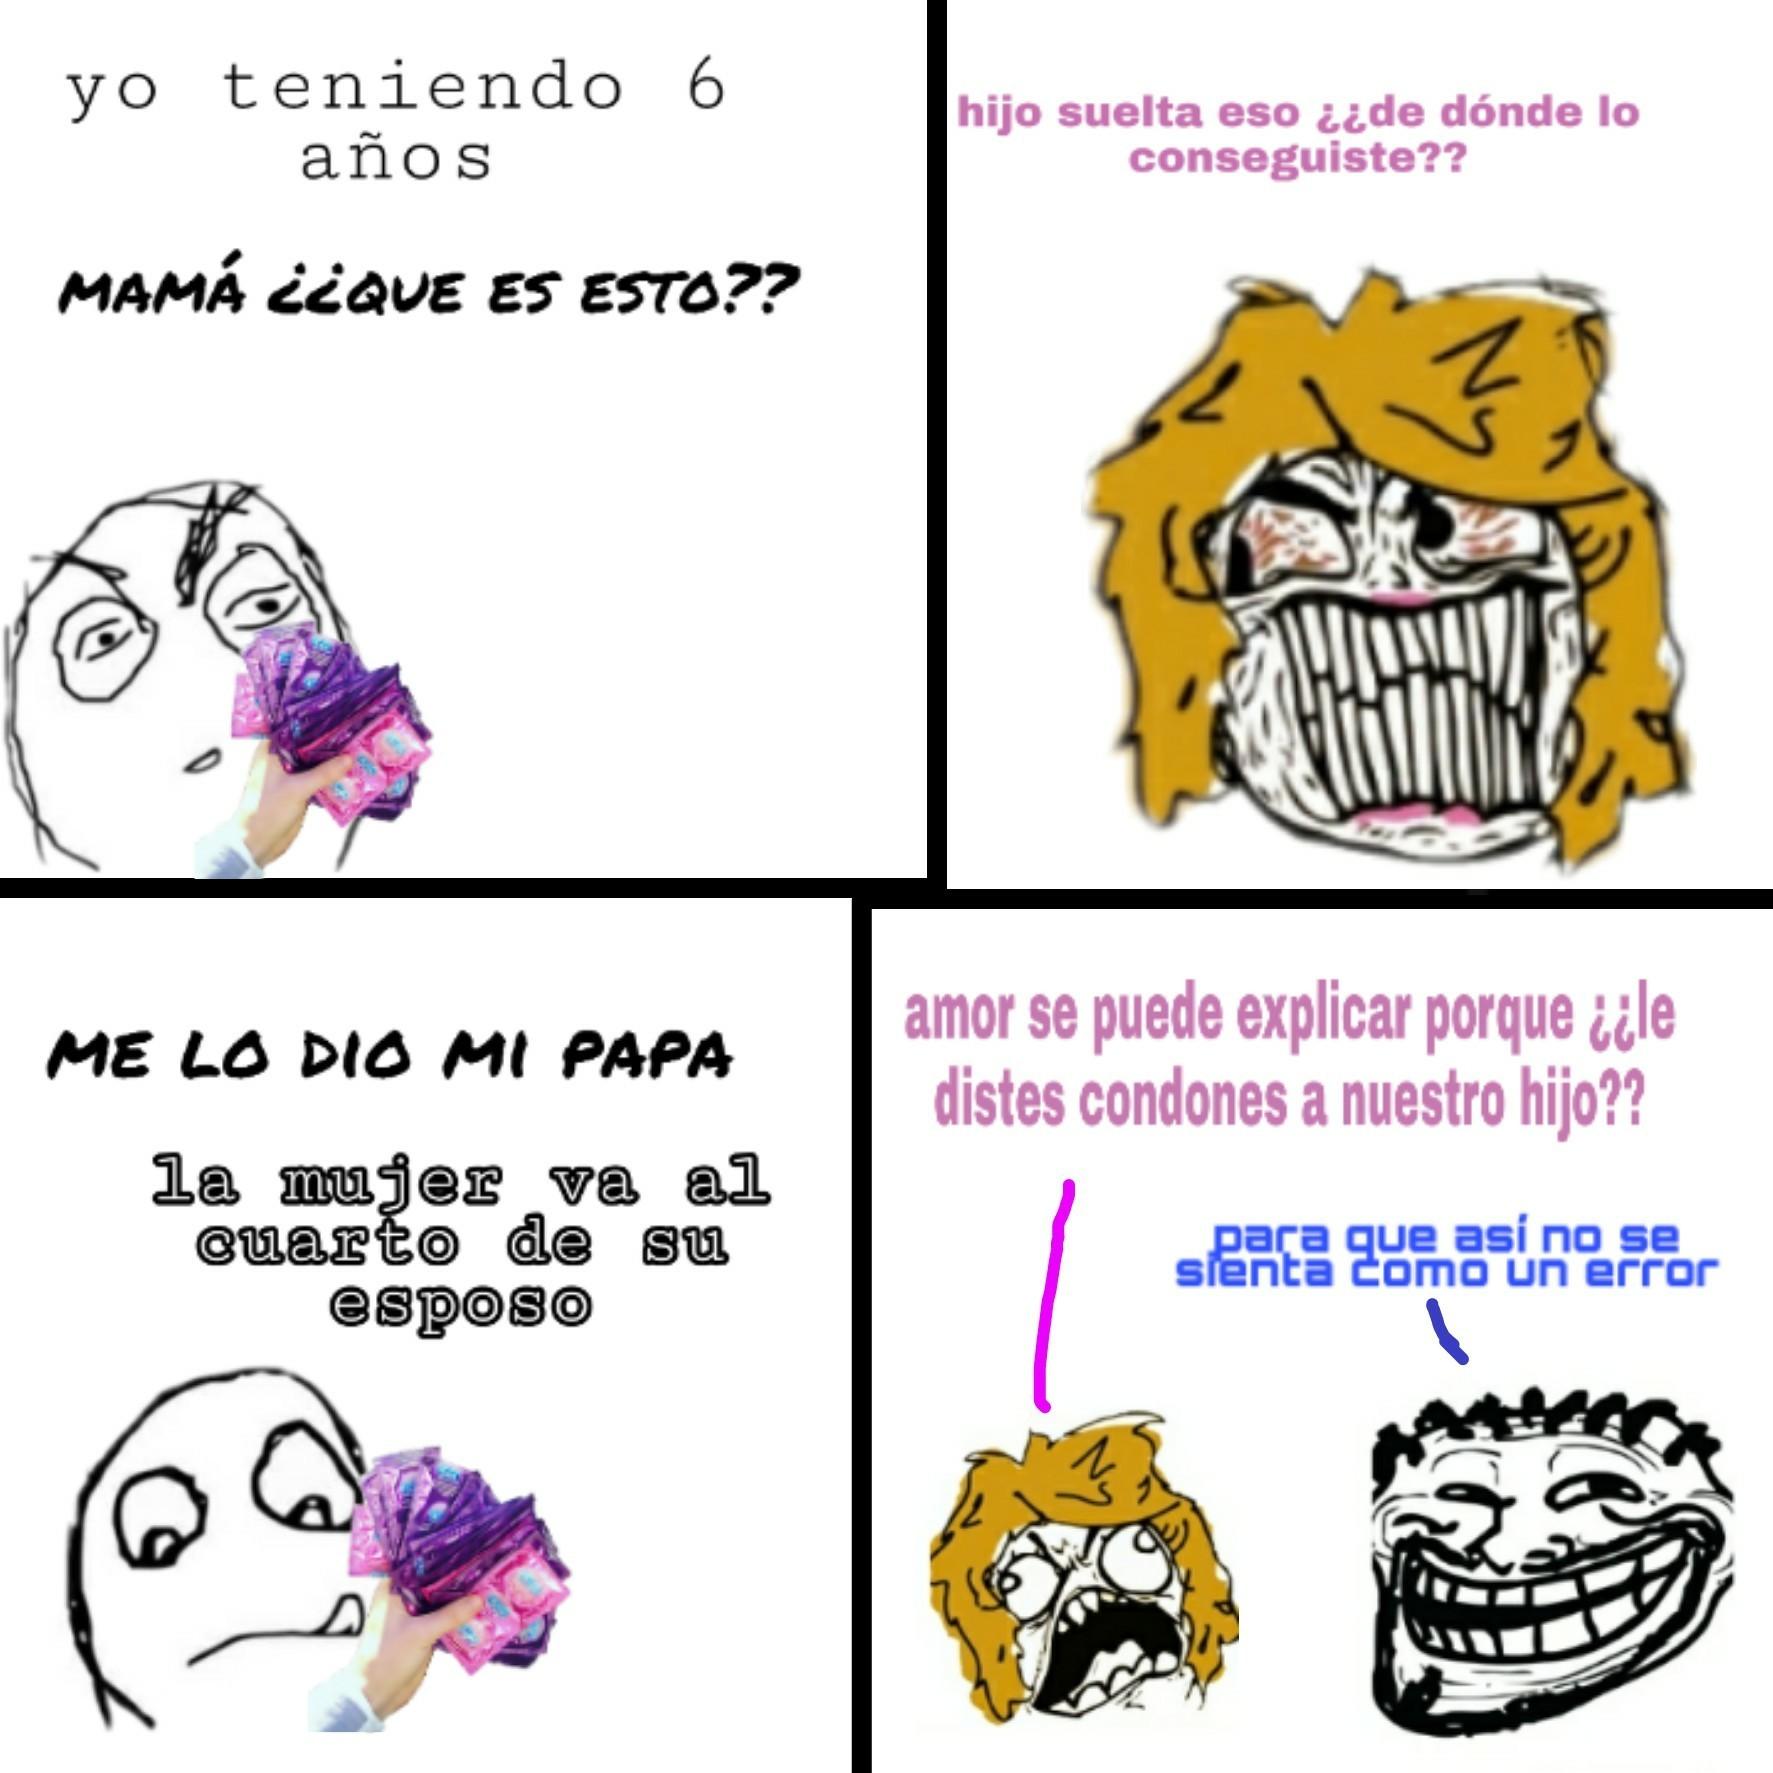 yo teniendo 6
años
MAMÁ ¿¿QUE ES ESTO??
hijo suelta eso ¿¿de dónde lo
conseguiste??
ME LO DIO MI PAPA
la mujer va al
cuarto de su
esposo
amor se puede explicar porque ¿¿le
distes condones a nuestro hijo??
para que así no se
sienta como un error